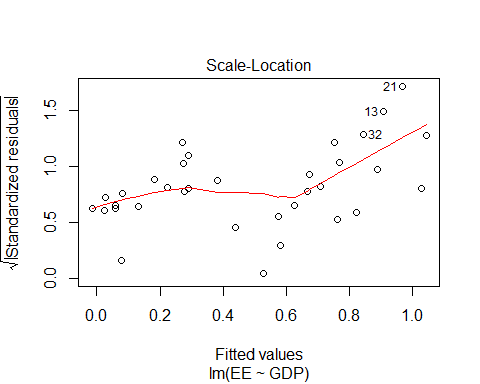 Scale-Location
√|Standardized residuals|
0.0 0.5 1.0 1.5
21
13
32
0.0 0.2 0.4 0.6 0.8 1.0
Fitted values
lm(EE ~ GDP)